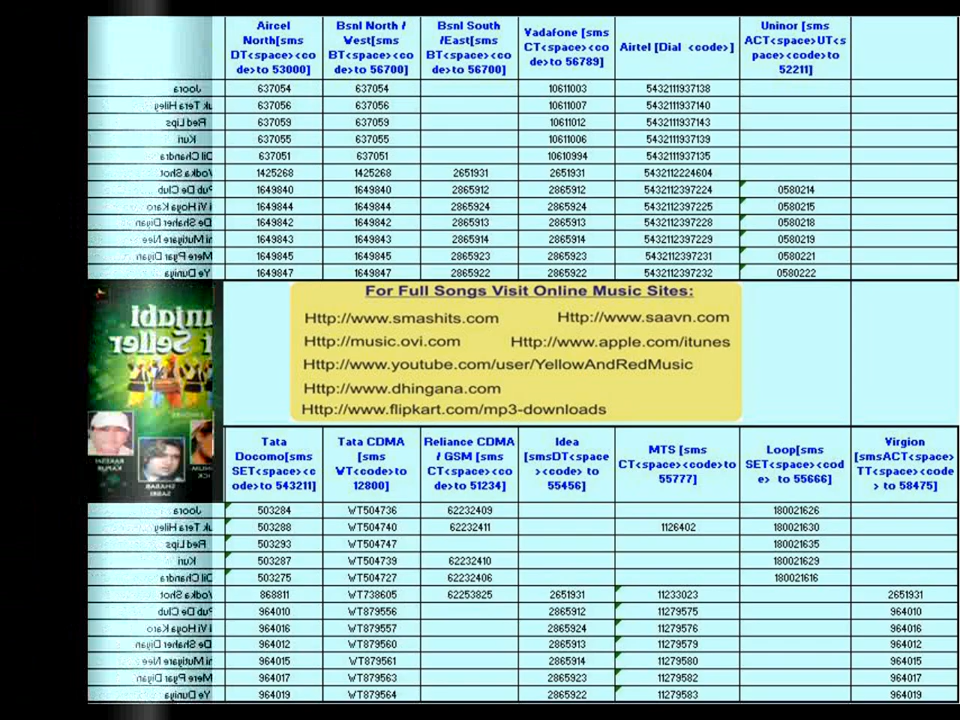 Aircel North[sms DT<space><code>to 53000] Bsnl North / West[sms BT<space><code>to 56700] Bsnl South /East[sms BT<space><code>to 56700] Vadafone [sms CT<space><code>to 56789] Airtel [Dial <code>] Uninor [sms ACT<space>UT<space><code>to 52211]
Joora 637054 637054 10611003 5432111937138
uk Tera Hiley 637056 637056 10611007 5432111937140
Red Lips 637059 637059 10611012 5432111937143
Kuri 637055 637055 10611006 5432111937139
Dil Chandra 637051 637051 10610994 5432111937135
Vodka Shot 1425268 1425268 2651931 2651931 5432112224604
Pub De Club 1649840 1649840 2865912 2865912 5432112397224 0580214
i Vi Hoya Karo 1649844 1649844 2865924 2865924 5432112397225 0580215
De Shaher Diyan 1649842 1649842 2865913 2865913 5432112397228 0580218
ni Mutiyare Nee 1649843 1649843 2865914 2865914 5432112397229 0580219
Mere Pyar Diyan 1649845 1649845 2865923 2865923 5432112397231 0580221
Ye Duniya 1649847 1649847 2865922 2865922 5432112397232 0580222
For Full Songs Visit Online Music Sites:
Http://www.smashits.com Http://www.saavn.com
Http://music.ovi.com Http://www.apple.com/itunes
Http://www.youtube.com/user/YellowAndRedMusic
Http://www.dhingana.com
Http://www.flipkart.com/mp3-downloads
unjabi
t Seller
RAKESH KAPUR
SHABAB SABRI
Tata Docomo[sms SET<space><code>to 543211] Tata CDMA [sms WT<code>to 12800] Reliance CDMA / GSM [sms CT<space><code>to 51234] Idea [smsDT<space><code> to 55456] MTS [sms CT<space><code>to 55777] Loop[sms SET<space><code> to 55666] Virgion [smsACT<space>TT<space><code> to 58475]
Joora 503284 WT504736 62232409 180021626
uk Tera Hiley 503288 WT504740 62232411 1126402 180021630
Red Lips 503293 WT504747 180021635
Kuri 503287 WT504739 62232410 180021629
Dil Chandra 503275 WT504727 62232406 180021616
Vodka Shot 868811 WT738605 62253825 2651931 11233023 2651931
Pub De Club 964010 WT879556 2865912 11279575 964010
i Vi Hoya Karo 964016 WT879557 2865924 11279576 964016
De Shaher Diyan 964012 WT879560 2865913 11279579 964012
ni Mutiyare Nee 964015 WT879561 2865914 11279580 964015
Mere Pyar Diyan 964017 WT879563 2865923 11279582 964017
Ye Duniya 964019 WT879564 2865922 11279583 964019